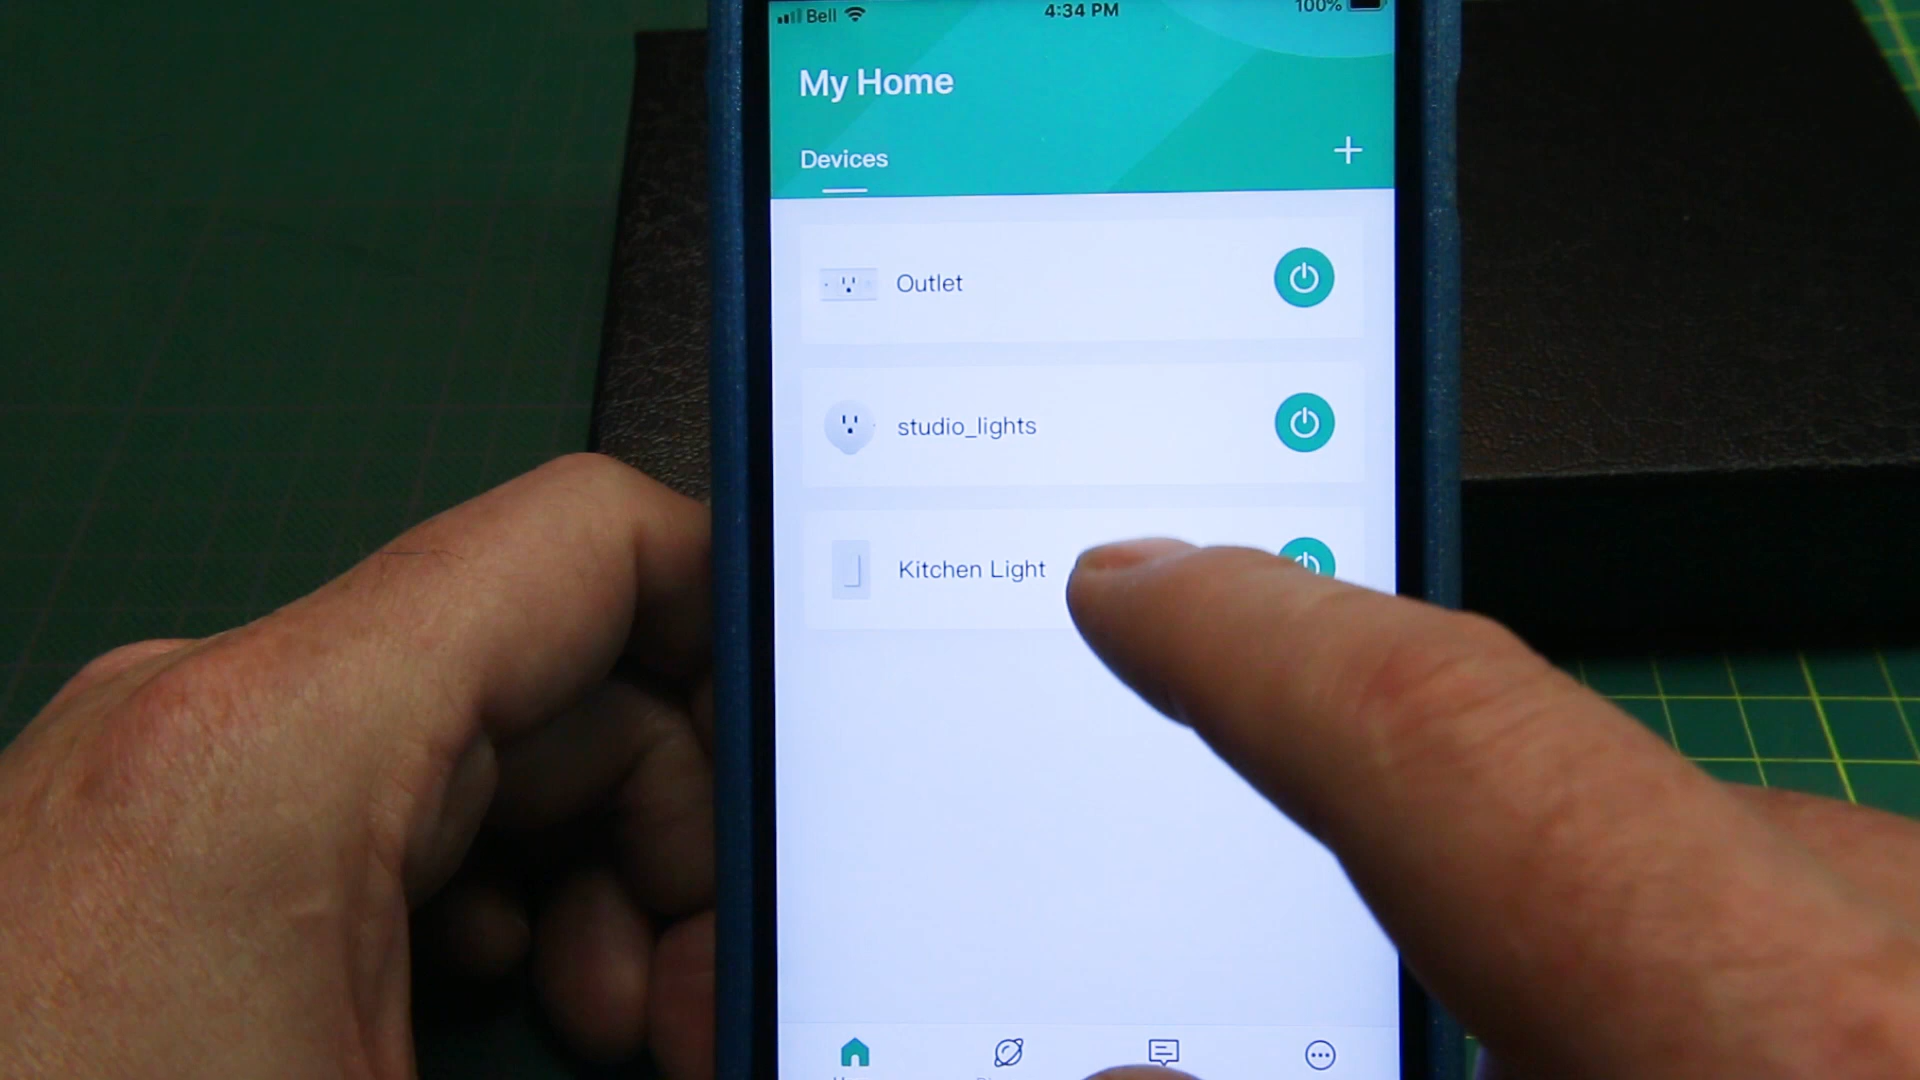 Bell 4:34 PM 100%
My Home
Devices
Outlet
studio_lights
Kitchen Light